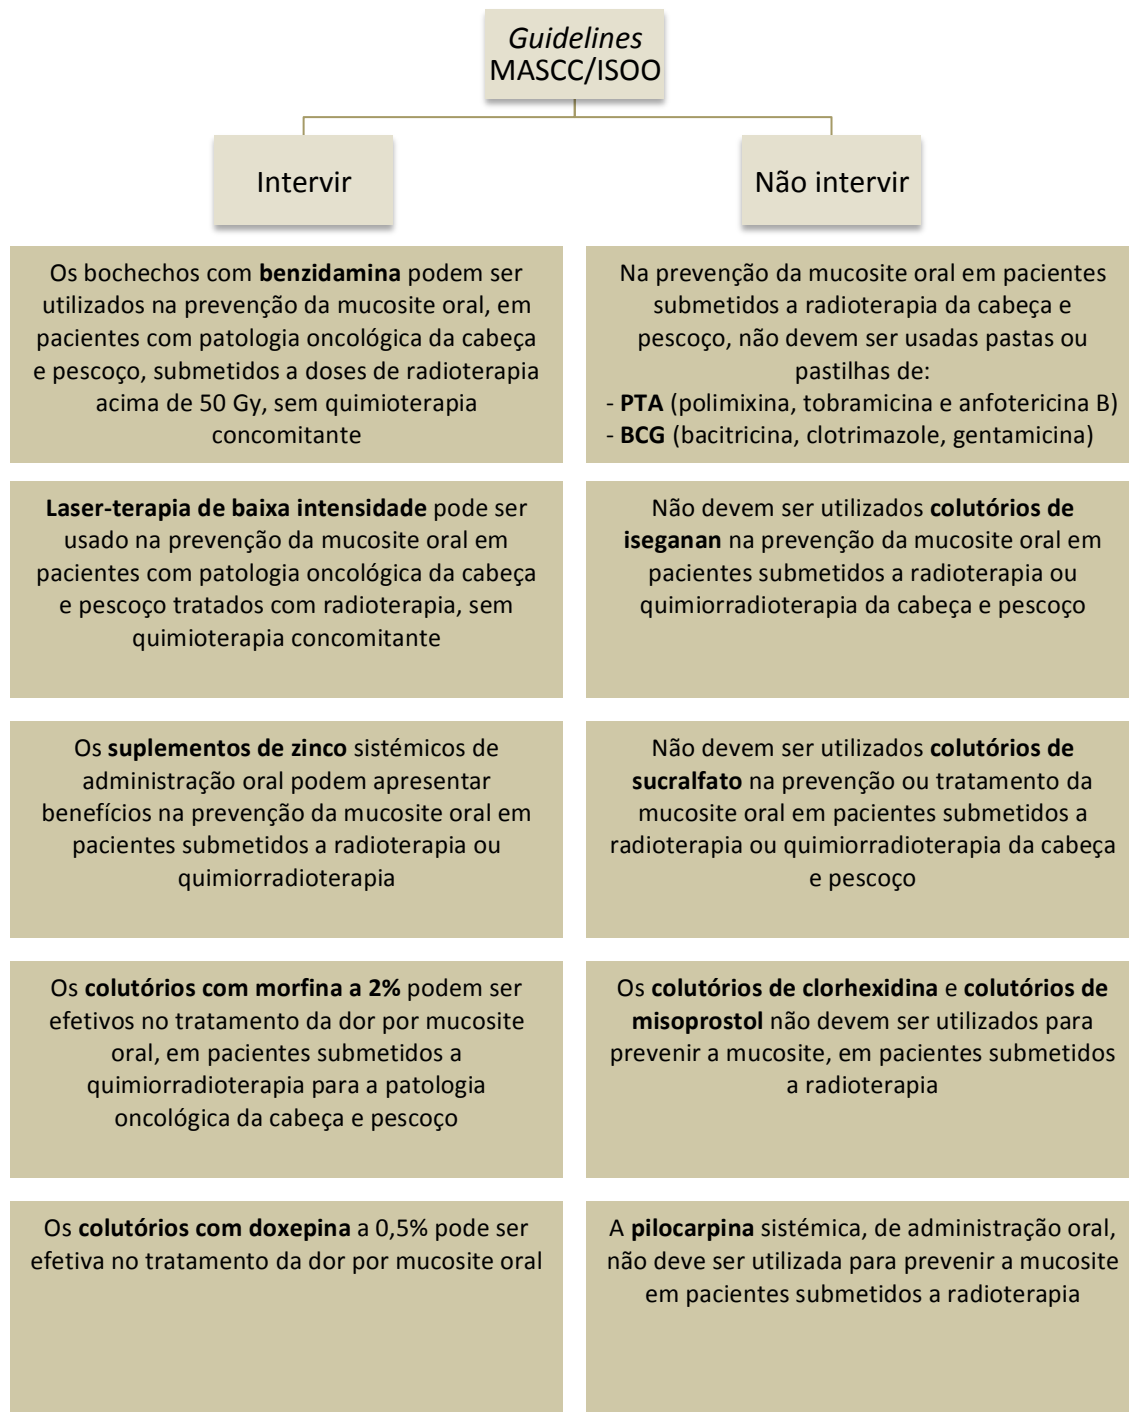 Guidelines
MASCC/ISOO
Intervir
Não intervir
Os bochechos com benzidamina podem ser
utilizados na prevenção da mucosite oral, em
pacientes com patologia oncológica da cabeça
e pescoço, submetidos a doses de radioterapia
acima de 50 Gy, sem quimioterapia
concomitante
Na prevenção da mucosite oral em pacientes
submetidos a radioterapia da cabeça e
pescoço, não devem ser usadas pastas ou
pastilhas de:
- PTA (polimixina, tobramicina e anfotericina B)
- BCG (bacitricina, clotrimazole, gentamicina)
Laser-terapia de baixa intensidade pode ser
usado na prevenção da mucosite oral em
pacientes com patologia oncológica da cabeça
e pescoço tratados com radioterapia, sem
quimioterapia concomitante
Não devem ser utilizados colutórios de
iseganan na prevenção da mucosite oral em
pacientes submetidos a radioterapia ou
quimiorradioterapia da cabeça e pescoço
Os suplementos de zinco sistémicos de
administração oral podem apresentar
benefícios na prevenção da mucosite oral em
pacientes submetidos a radioterapia ou
quimiorradioterapia
Não devem ser utilizados colutórios de
sucralfato na prevenção ou tratamento da
mucosite oral em pacientes submetidos a
radioterapia ou quimiorradioterapia da cabeça
e pescoço
Os colutórios com morfina a 2% podem ser
efetivos no tratamento da dor por mucosite
oral, em pacientes submetidos a
quimiorradioterapia para a patologia
oncológica da cabeça e pescoço
Os colutórios de clorhexidina e colutórios de
misoprostol não devem ser utilizados para
prevenir a mucosite, em pacientes submetidos
a radioterapia
Os colutórios com doxepina a 0,5% pode ser
efetiva no tratamento da dor por mucosite oral
A pilocarpina sistémica, de administração oral,
não deve ser utilizada para prevenir a mucosite
em pacientes submetidos a radioterapia